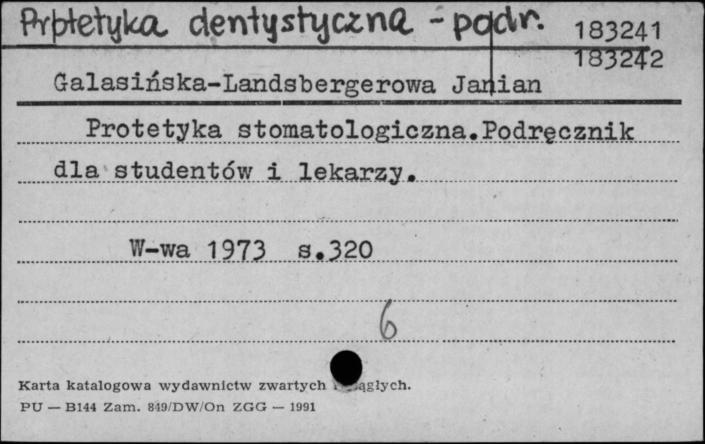 Protetyka dentystyczna - podr. 183241
183242
Galasińska-Landsbergerowa Janian
Protetyka stomatologiczna.Podręcznik
dla studentów i lekarzy.
W-wa 1973 s.320
6
Karta katalogowa wydawnictw zwartych
PU — B144 Zam. 849/DW/On ZGG — 1991